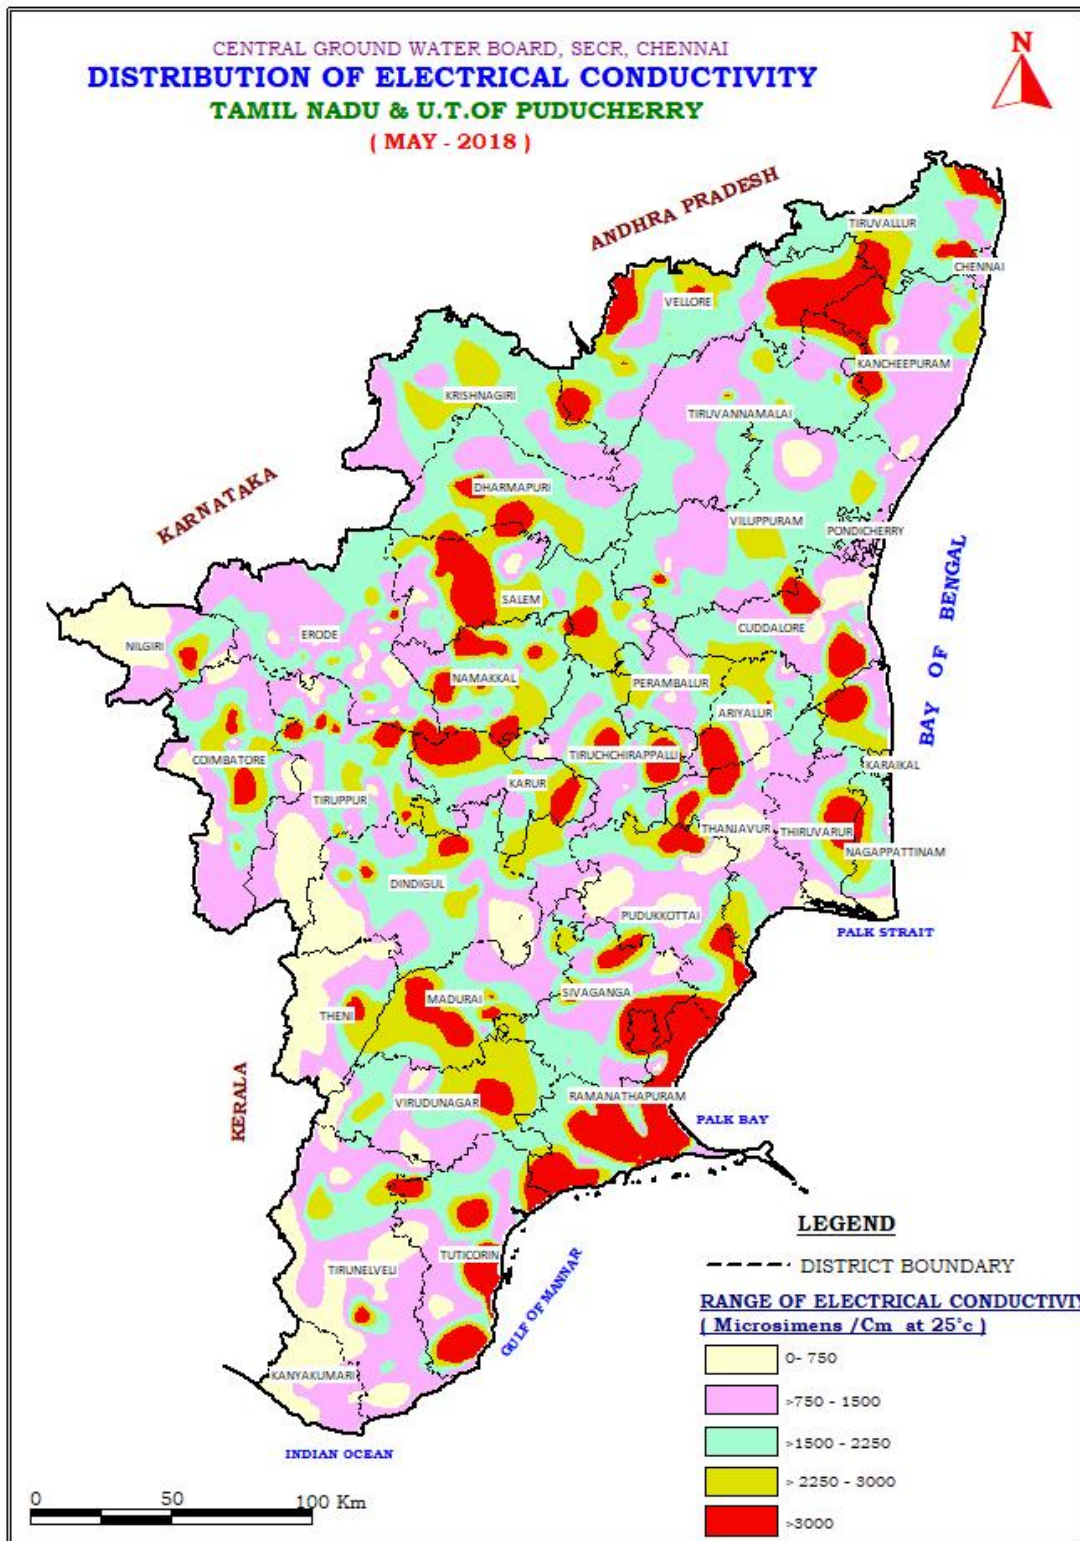 CENTRAL GROUND WATER BOARD, SECR, CHENNAI
DISTRIBUTION OF ELECTRICAL CONDUCTIVITY
TAMIL NADU & U.T.OF PUDUCHERRY
( MAY - 2018 )
N
ANDHRA PRADESH
TIRUVALLUR
CHENNAI
VELLORE
KANCHEEPURAM
KRISHNAGIRI
TIRUVANNAMALAI
KARNATAKA
DHARMAPURI
VILUPPURAM
PONDICHERRY
BAY OF BENGAL
SALEM
CUDDALORE
ERODE
NILGIRI
NAMAKKAL
PERAMBALUR
ARIYALUR
COIMBATORE
TIRUCHCHIRAPPALLI
KARAIKAL
KARUR
TIRUPPUR
THANJAVUR
THIRUVARUR
NAGAPPATTINAM
DINDIGUL
PUDUKKOTTAI
PALK STRAIT
SIVAGANGA
MADURAI
THENI
KERALA
VIRUDUNAGAR
RAMANATHAPURAM
PALK BAY
TUTICORIN
TIRUNELVELI
GULF OF MANNAR
KANYAKUMARI
INDIAN OCEAN
LEGEND
DISTRICT BOUNDARY
RANGE OF ELECTRICAL CONDUCTIVIT
( Microsimens /Cm at 25°c )
0- 750
>750 - 1500
>1500 - 2250
> 2250 - 3000
>3000
0 50 100 Km